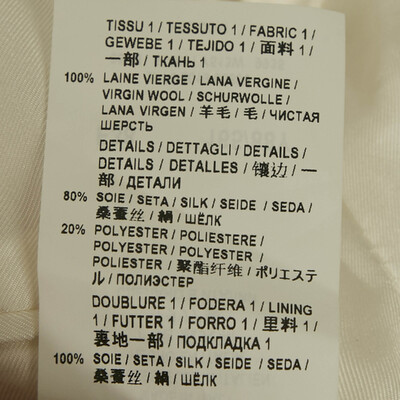 TISSU 1 / TESSUTO 1 / FABRIC 1 /
GEWEBE 1 / TEJIDO 1 / 面料 1 /
一部 / ТКАНЬ 1
100% LAINE VIERGE / LANA VERGINE /
VIRGIN WOOL / SCHURWOLLE /
LANA VIRGEN / 羊毛 / 毛 / ЧИСТАЯ
ШЕРСТЬ
DETAILS / DETTAGLI / DETAILS /
DETAILS / DETALLES / 镶边 / 一
部 / ДЕТАЛИ
80% SOIE / SETA / SILK / SEIDE / SEDA /
桑蚕丝 / 絹 / ШЁЛК
20% POLYESTER / POLIESTERE /
POLYESTER / POLYESTER /
POLIESTER / 聚酯纤维 / ポリエステ
ル / ПОЛИЭСТЕР
DOUBLURE 1 / FODERA 1 / LINING
1 / FUTTER 1 / FORRO 1 / 里料 1 /
裏地一部 / ПОДКЛАДКА 1
100% SOIE / SETA / SILK / SEIDE / SEDA /
桑蚕丝 / 絹 / ШЁЛК